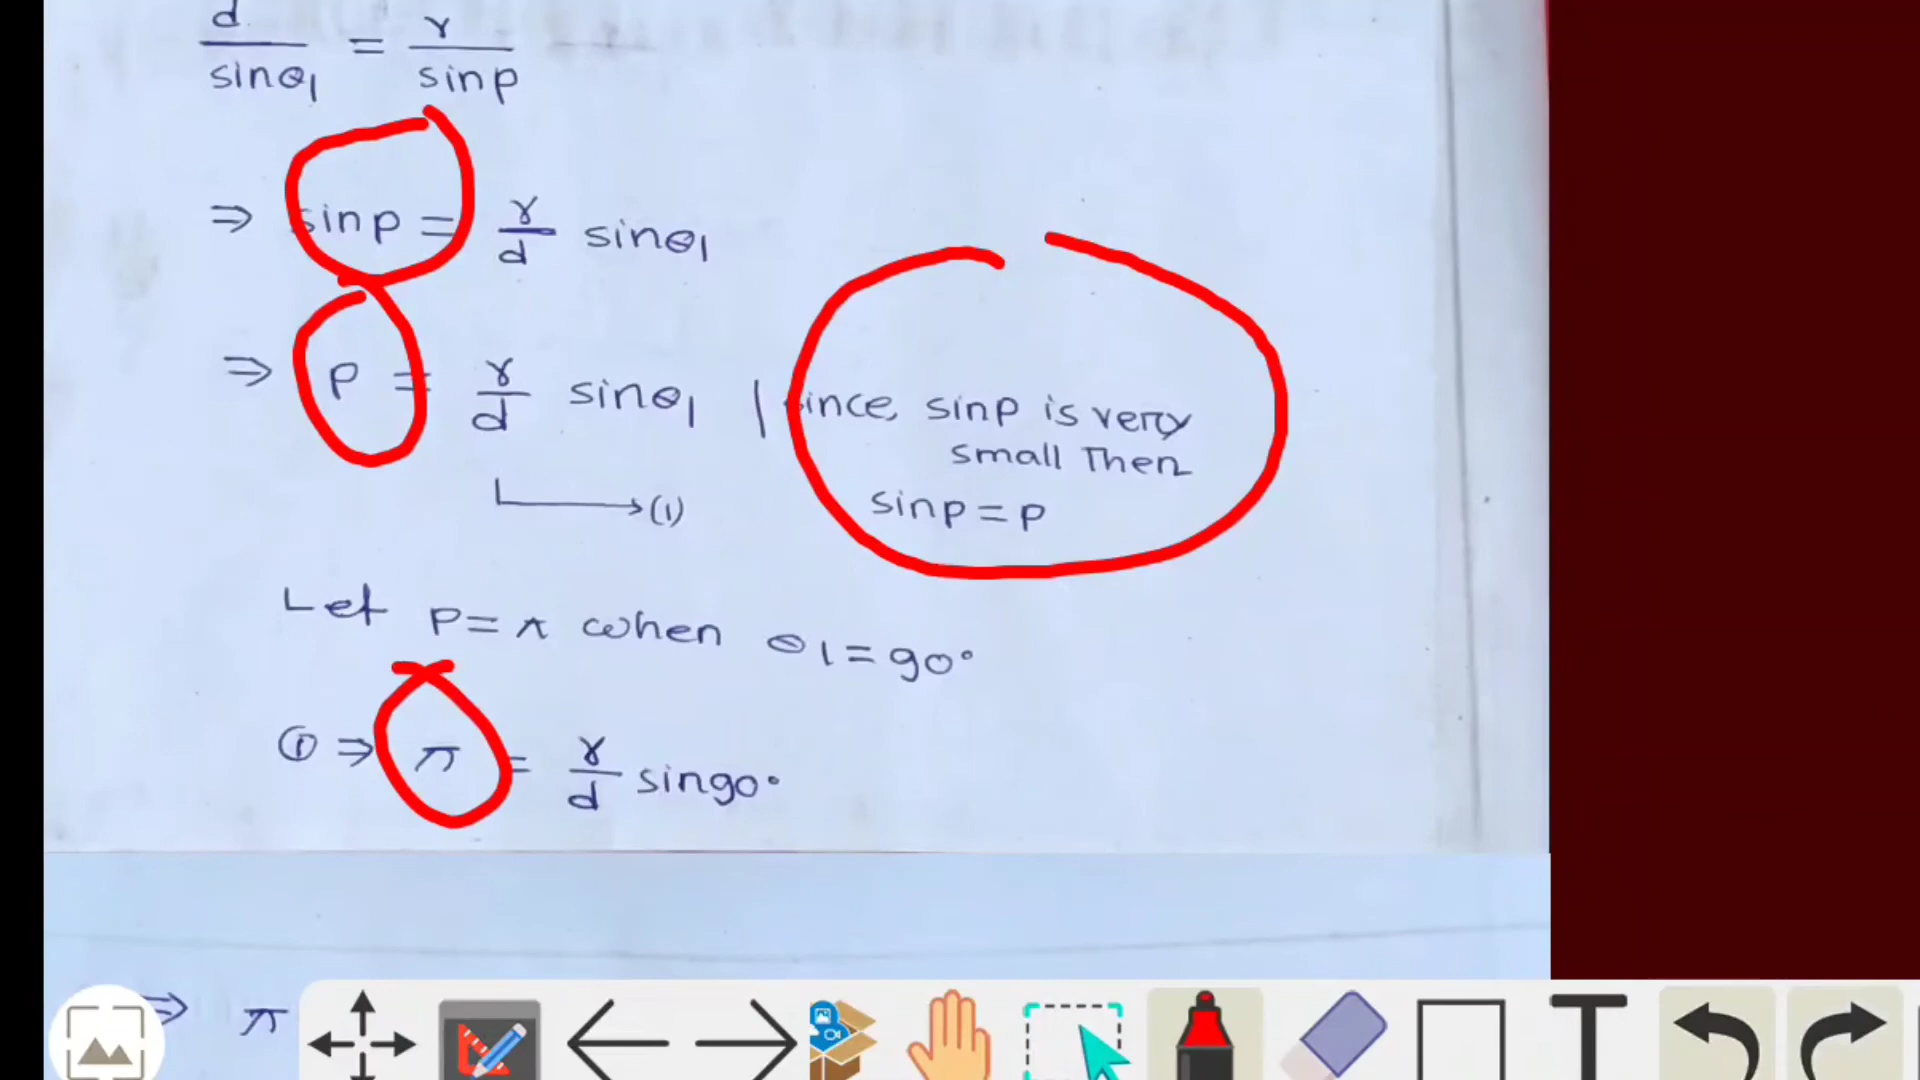 d/sinθ1 = r/sinp
⇒ sinp = r/d sinθ1
⇒ p = r/d sinθ1 | since, sinp is very
small Then
sinp = p
→(1)
Let p = π when θ1 = 90°
① ⇒ π = r/d sin90°
⇒ π